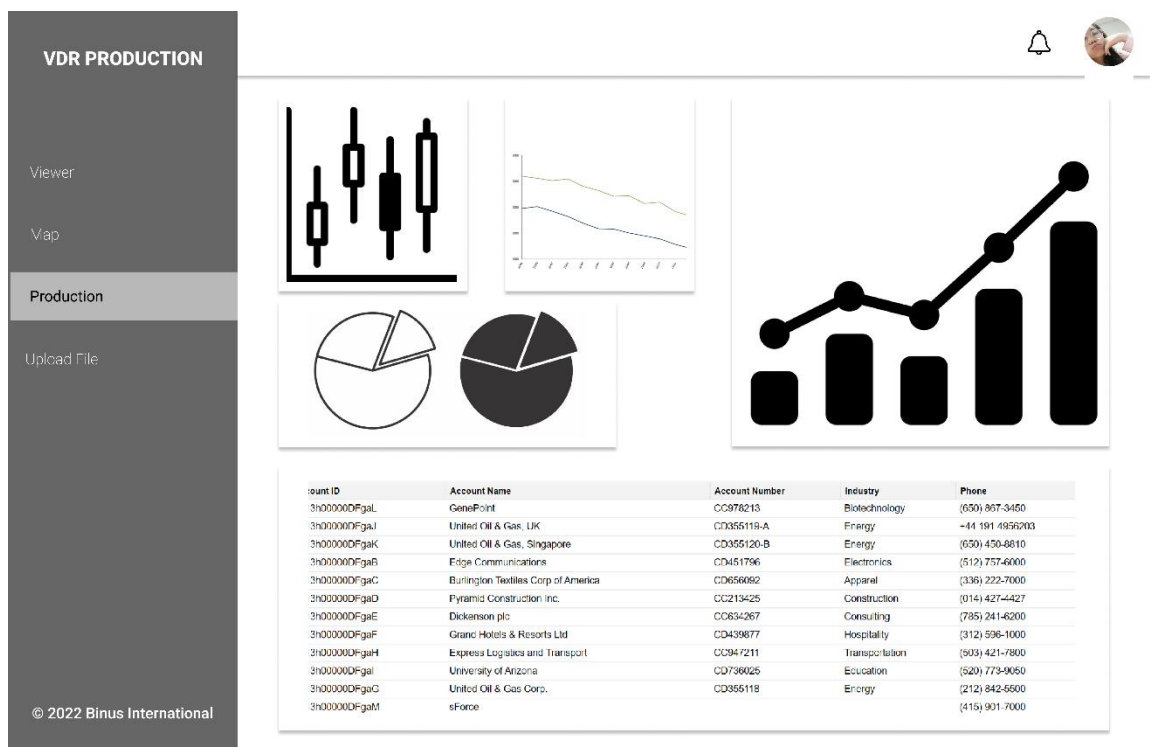 VDR PRODUCTION
Viewer
Map
Production
Upload File
© 2022 Binus International
ount ID Account Name Account Number Industry Phone
3h00000DFgaL GenePoint CC978213 Biotechnology (650) 867-3450
3h00000DFgaJ United Oil & Gas, UK CD355119-A Energy +44 191 4956203
3h00000DFgaK United Oil & Gas, Singapore CD355120-B Energy (650) 450-8810
3h00000DFgaB Edge Communications CD451796 Electronics (512) 757-6000
3h00000DFgaC Burlington Textiles Corp of America CD656092 Apparel (336) 222-7000
3h00000DFgaD Pyramid Construction Inc. CC213425 Construction (014) 427-4427
3h00000DFgaE Dickenson plc CC634267 Consulting (785) 241-6200
3h00000DFgaF Grand Hotels & Resorts Ltd CD439877 Hospitality (312) 596-1000
3h00000DFgaH Express Logistics and Transport CC947211 Transportation (503) 421-7800
3h00000DFgaI University of Arizona CD736025 Education (520) 773-9050
3h00000DFgaG United Oil & Gas Corp. CD355118 Energy (212) 842-5500
3h00000DFgaM sForce (415) 901-7000